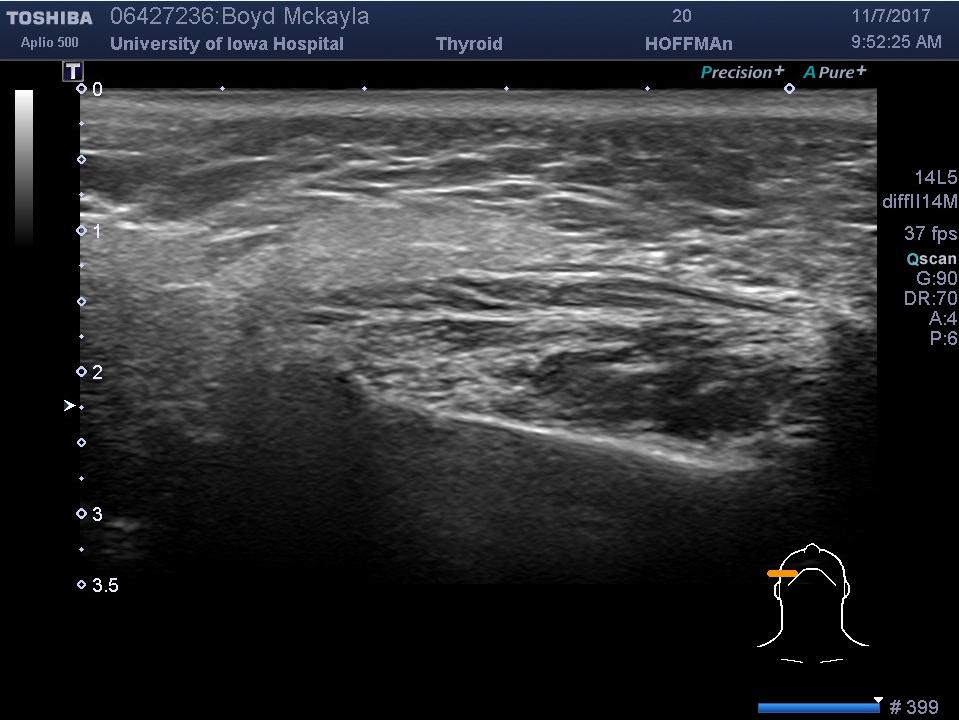 TOSHIBA 06427236:Boyd Mckayla 20 11/7/2017
Aplio 500 University of Iowa Hospital Thyroid HOFFMAn 9:52:25 AM
T Precision+ A Pure+
0
14L5
diffII14M
1
37 fps
Qscan
G:90
DR:70
A:4
P:6
2
3
3.5
# 399